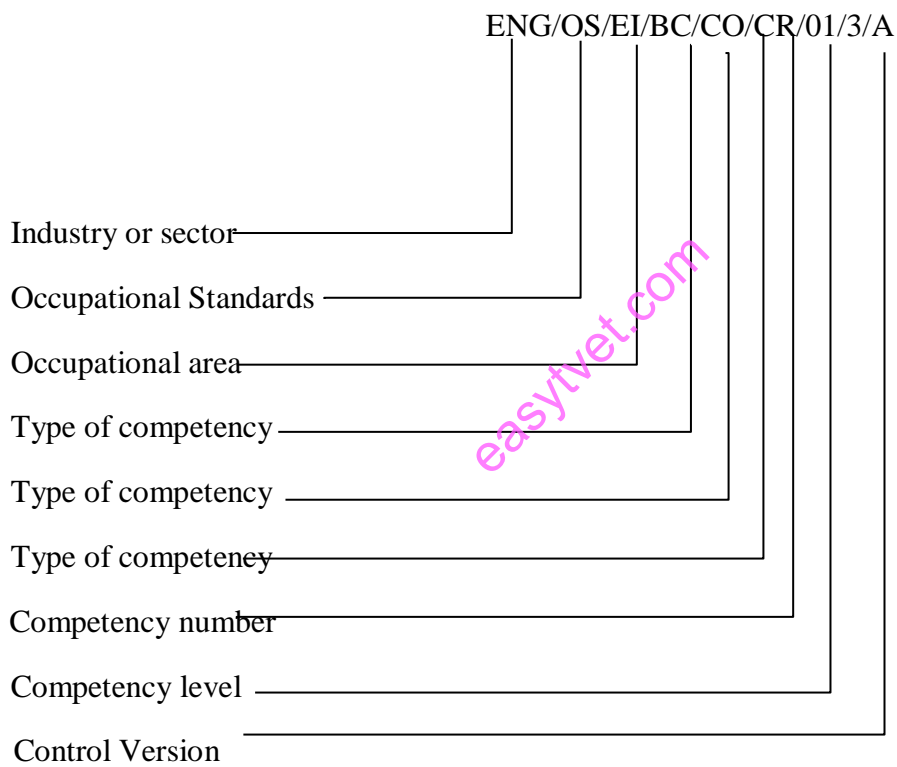 ENG/OS/EI/BC/CO/CR/01/3/A
Industry or sector
Occupational Standards
Occupational area
easytvet.com
Type of competency
Type of competency
Type of competency
Competency number
Competency level
Control Version